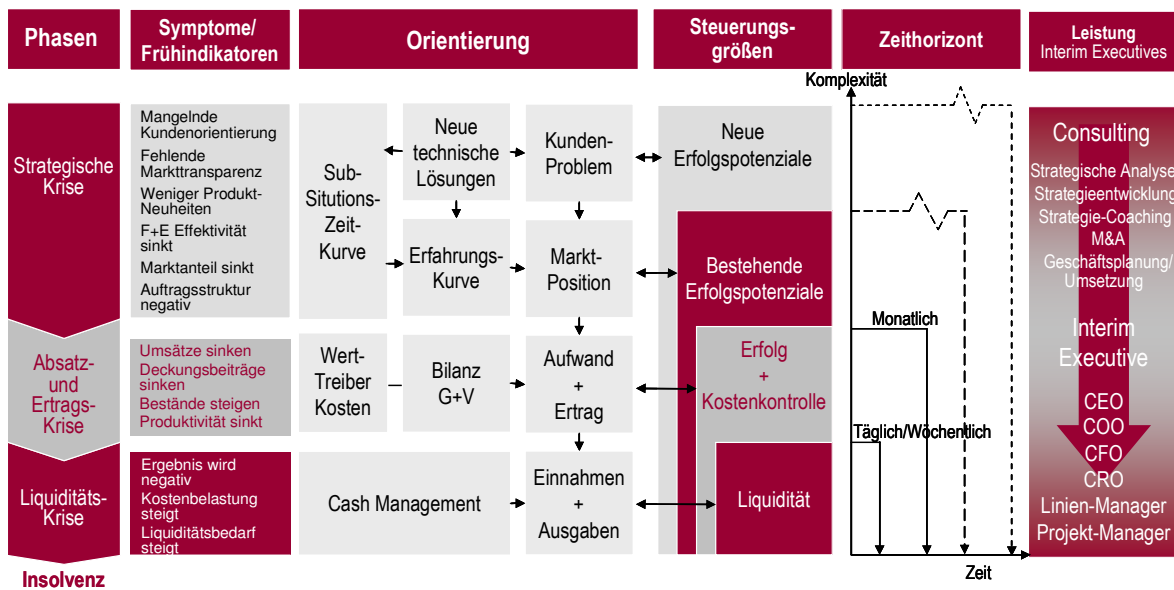 Phasen
Symptome/
Frühindikatoren
Orientierung
Steuerungs-
größen
Zeithorizont
Leistung
Interim Executives
Strategische
Krise
Absatz-
und
Ertrags-
Krise
Liquiditäts-
Krise
Insolvenz
Mangelnde
Kundenorientierung
Fehlende
Markttransparenz
Weniger Produkt-
Neuheiten
F+E Effektivität
sinkt
Marktanteil sinkt
Auftragsstruktur
negativ
Umsätze sinken
Deckungsbeiträge
sinken
Bestände steigen
Produktivität sinkt
Ergebnis wird
negativ
Kostenbelastung
steigt
Liquiditätsbedarf
steigt
Sub-
Situtions-
Zeit-
Kurve
Neue
technische
Lösungen
Kunden-
Problem
Erfahrungs-
Kurve
Markt-
Position
Wert-
Treiber
Kosten
Bilanz
G+V
Aufwand
+
Ertrag
Cash Management
Einnahmen
+
Ausgaben
Neue
Erfolgspotenziale
Bestehende
Erfolgspotenziale
Erfolg
+
Kostenkontrolle
Liquidität
Komplexität
Monatlich
Täglich/Wöchentlich
Zeit
Consulting
Strategische Analyse
Strategieentwicklung
Strategie-Coaching
M&A
Geschäftsplanung/
Umsetzung
Interim
Executive
CEO
COO
CFO
CRO
Linien-Manager
Projekt-Manager